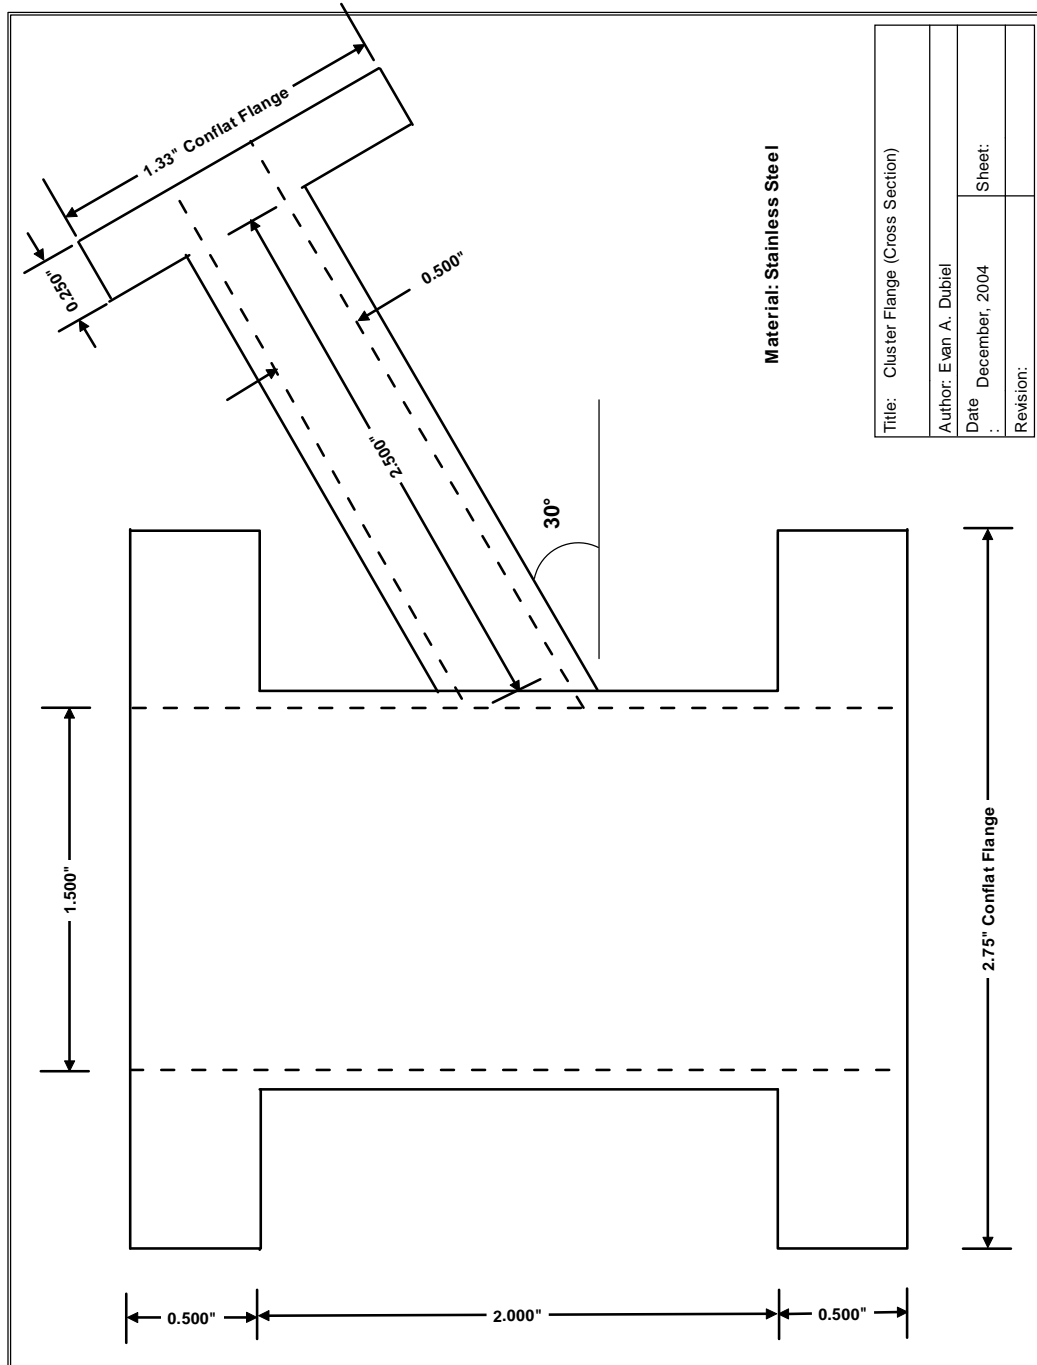 1.33" Conflat Flange
0.250"
0.500"
2.500"
30°
1.500"
2.75" Conflat Flange
0.500"
2.000"
0.500"
Material: Stainless Steel
Title: Cluster Flange (Cross Section)
Author: Evan A. Dubiel
Date : December, 2004
Sheet:
Revision: